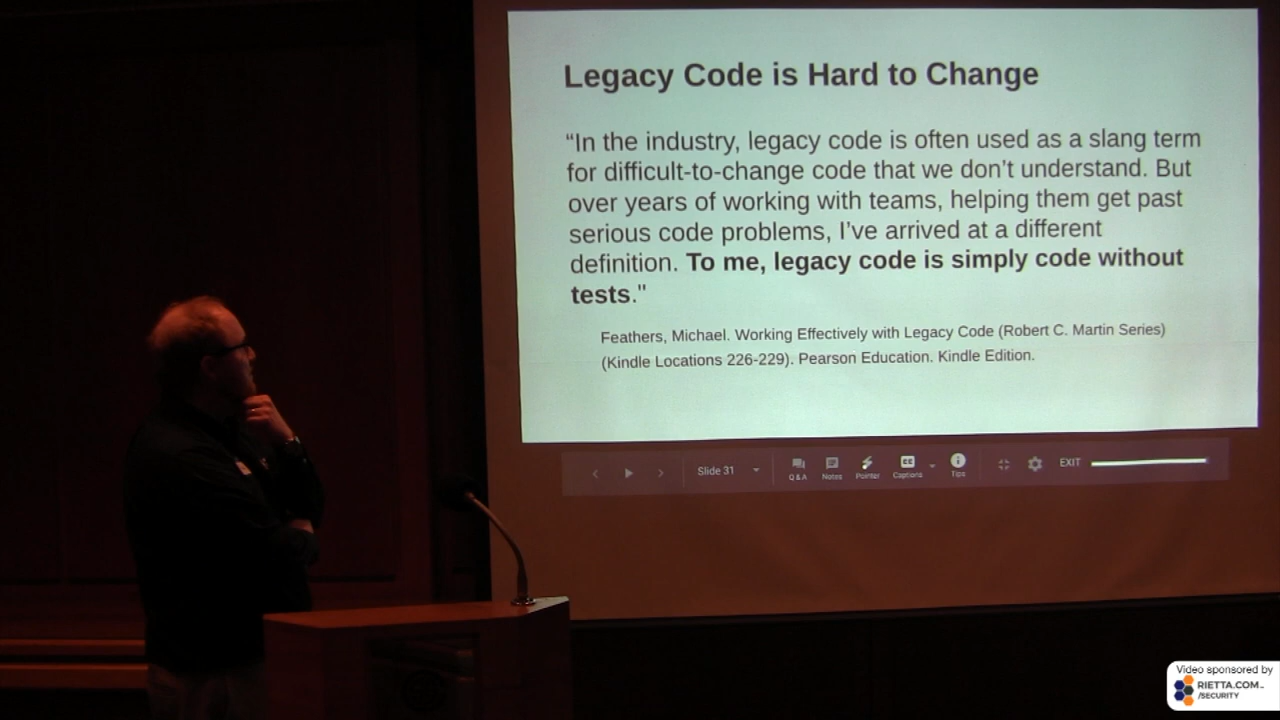 Legacy Code is Hard to Change
“In the industry, legacy code is often used as a slang term
for difficult-to-change code that we don’t understand. But
over years of working with teams, helping them get past
serious code problems, I’ve arrived at a different
definition. To me, legacy code is simply code without
tests."
Feathers, Michael. Working Effectively with Legacy Code (Robert C. Martin Series)
(Kindle Locations 226-229). Pearson Education. Kindle Edition.
Slide 31
Q&A
Notes
Pointer
CC
Captions
Tips
EXIT
Video sponsored by
RIETTA.COM
/SECURITY